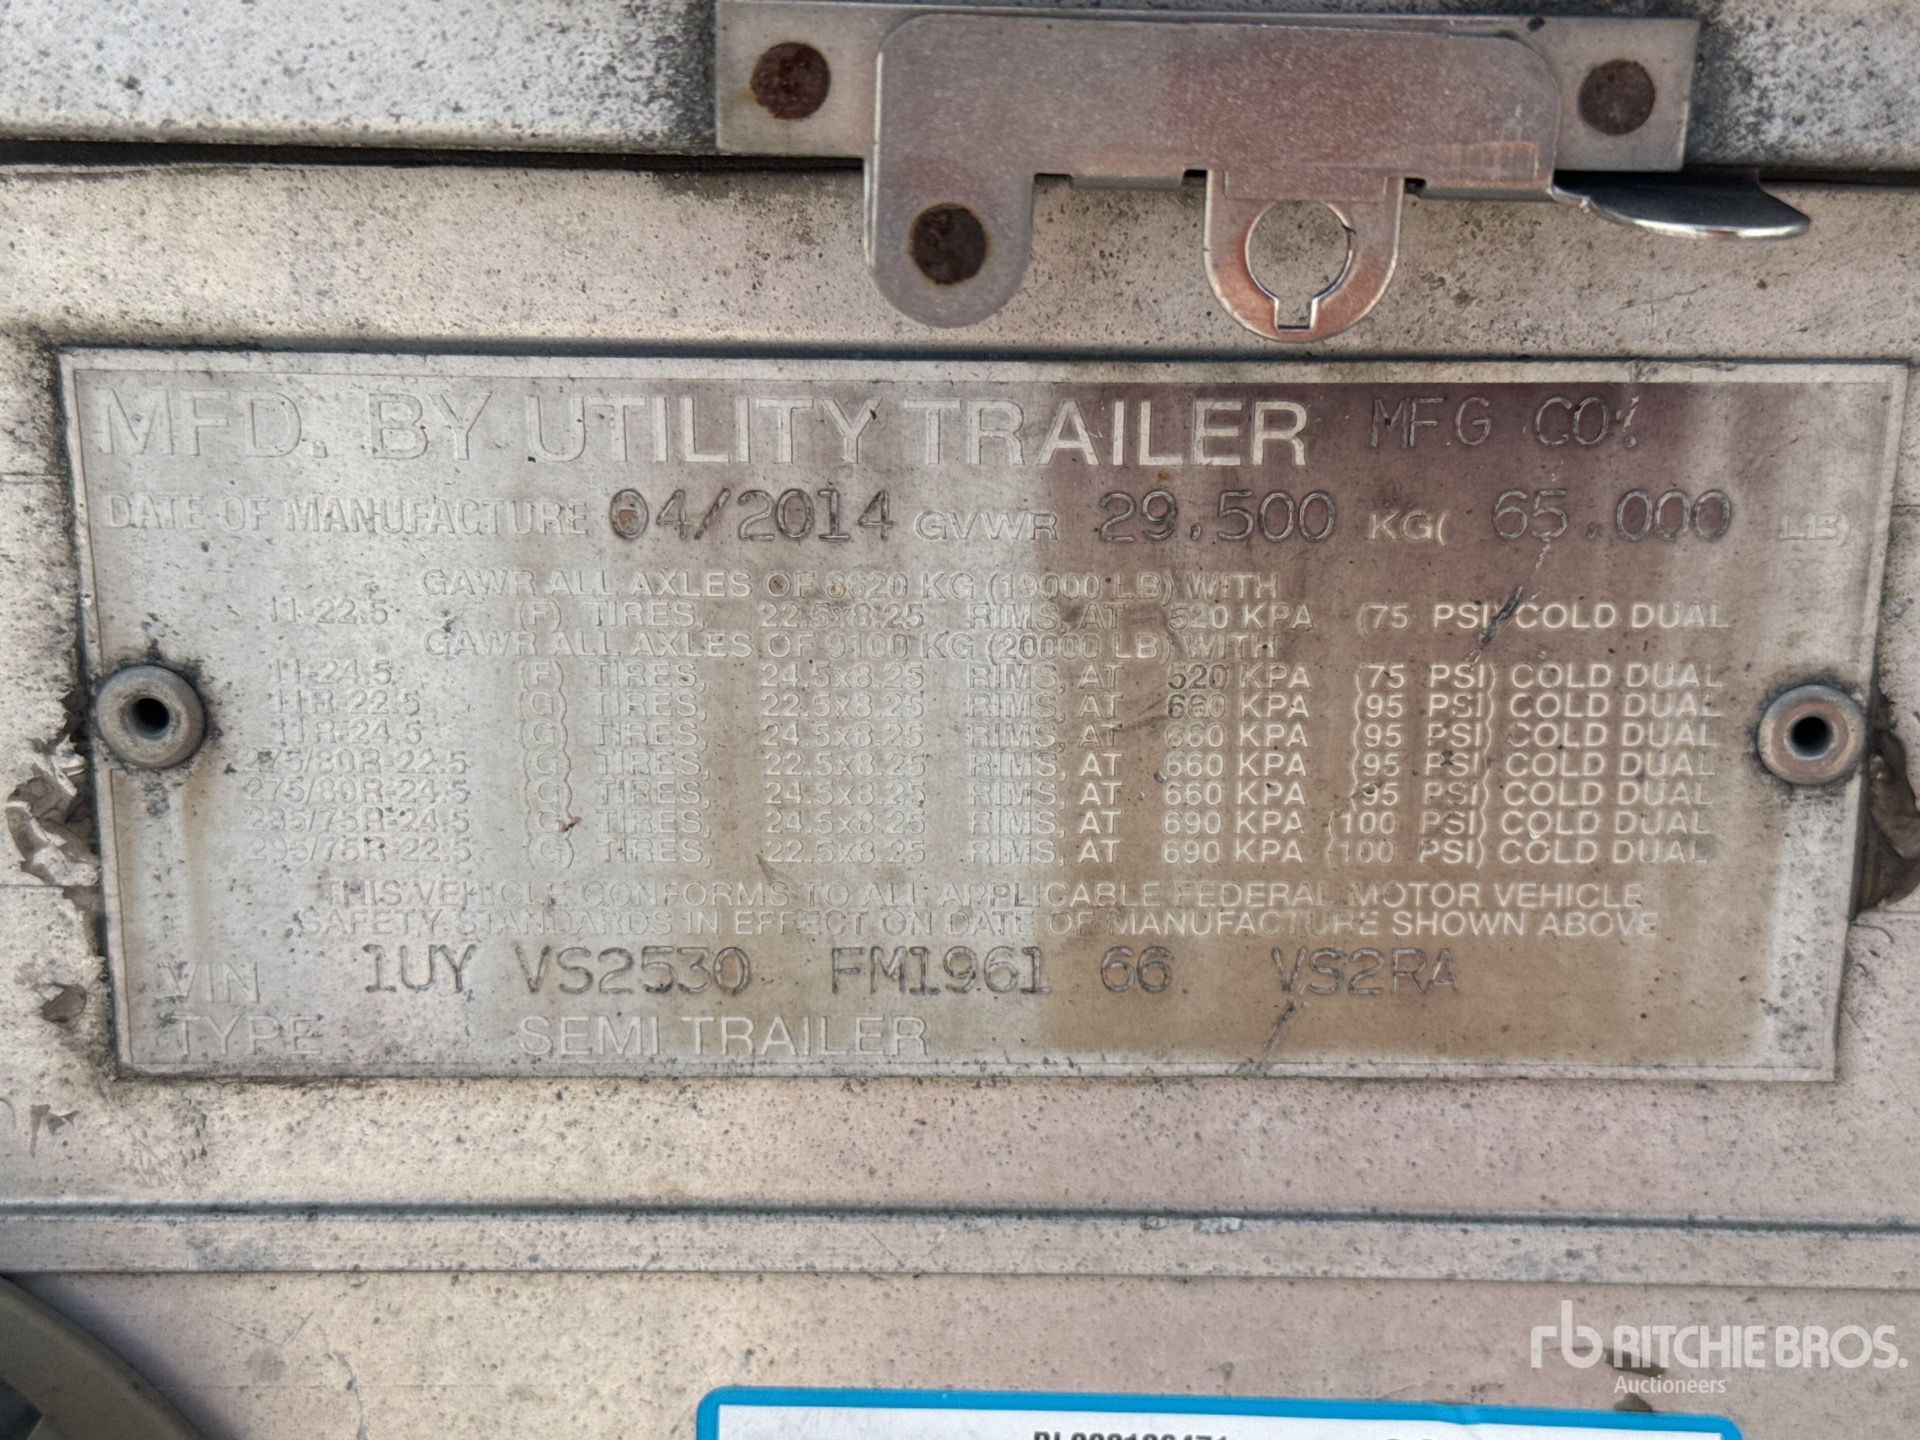 MFD. BY UTILITY TRAILER MFG CO.
DATE OF MANUFACTURE 04/2014 GVWR 29,500 KG( 65,000 LB)
GAWR ALL AXLES OF 8620 KG (19000 LB) WITH
11-22.5 (F) TIRES, 22.5x8.25 RIMS, AT 520 KPA (75 PSI) COLD DUAL
GAWR ALL AXLES OF 9100 KG (20000 LB) WITH
11-24.5 (F) TIRES, 24.5x8.25 RIMS, AT 520 KPA (75 PSI) COLD DUAL
11R-22.5 (G) TIRES, 22.5x8.25 RIMS, AT 660 KPA (95 PSI) COLD DUAL
11R-24.5 (G) TIRES, 24.5x8.25 RIMS, AT 660 KPA (95 PSI) COLD DUAL
275/80R-22.5 (G) TIRES, 22.5x8.25 RIMS, AT 660 KPA (95 PSI) COLD DUAL
275/80R-24.5 (G) TIRES, 24.5x8.25 RIMS, AT 660 KPA (95 PSI) COLD DUAL
285/75R-24.5 (G) TIRES, 24.5x8.25 RIMS, AT 690 KPA (100 PSI) COLD DUAL
295/75R-22.5 (G) TIRES, 22.5x8.25 RIMS, AT 690 KPA (100 PSI) COLD DUAL
THIS VEHICLE CONFORMS TO ALL APPLICABLE FEDERAL MOTOR VEHICLE
SAFETY STANDARDS IN EFFECT ON DATE OF MANUFACTURE SHOWN ABOVE
VIN 1UY VS2530 FM1961 66 VS2RA
TYPE SEMI TRAILER
rb RITCHIE BROS.
Auctioneers